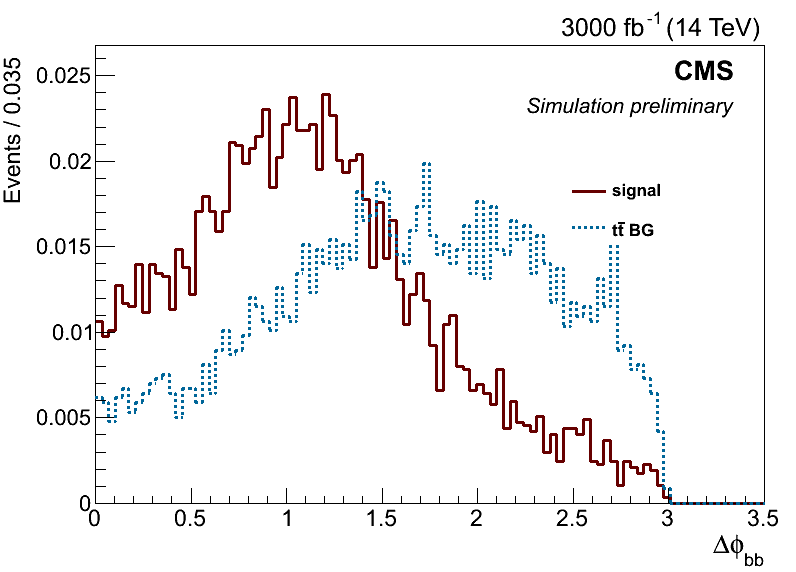 3000 fb⁻¹ (14 TeV)
CMS
Simulation preliminary
Events / 0.035
0.025
0.02
0.015
0.01
0.005
0
signal
tt̄ BG
0 0.5 1 1.5 2 2.5 3 3.5
Δϕbb